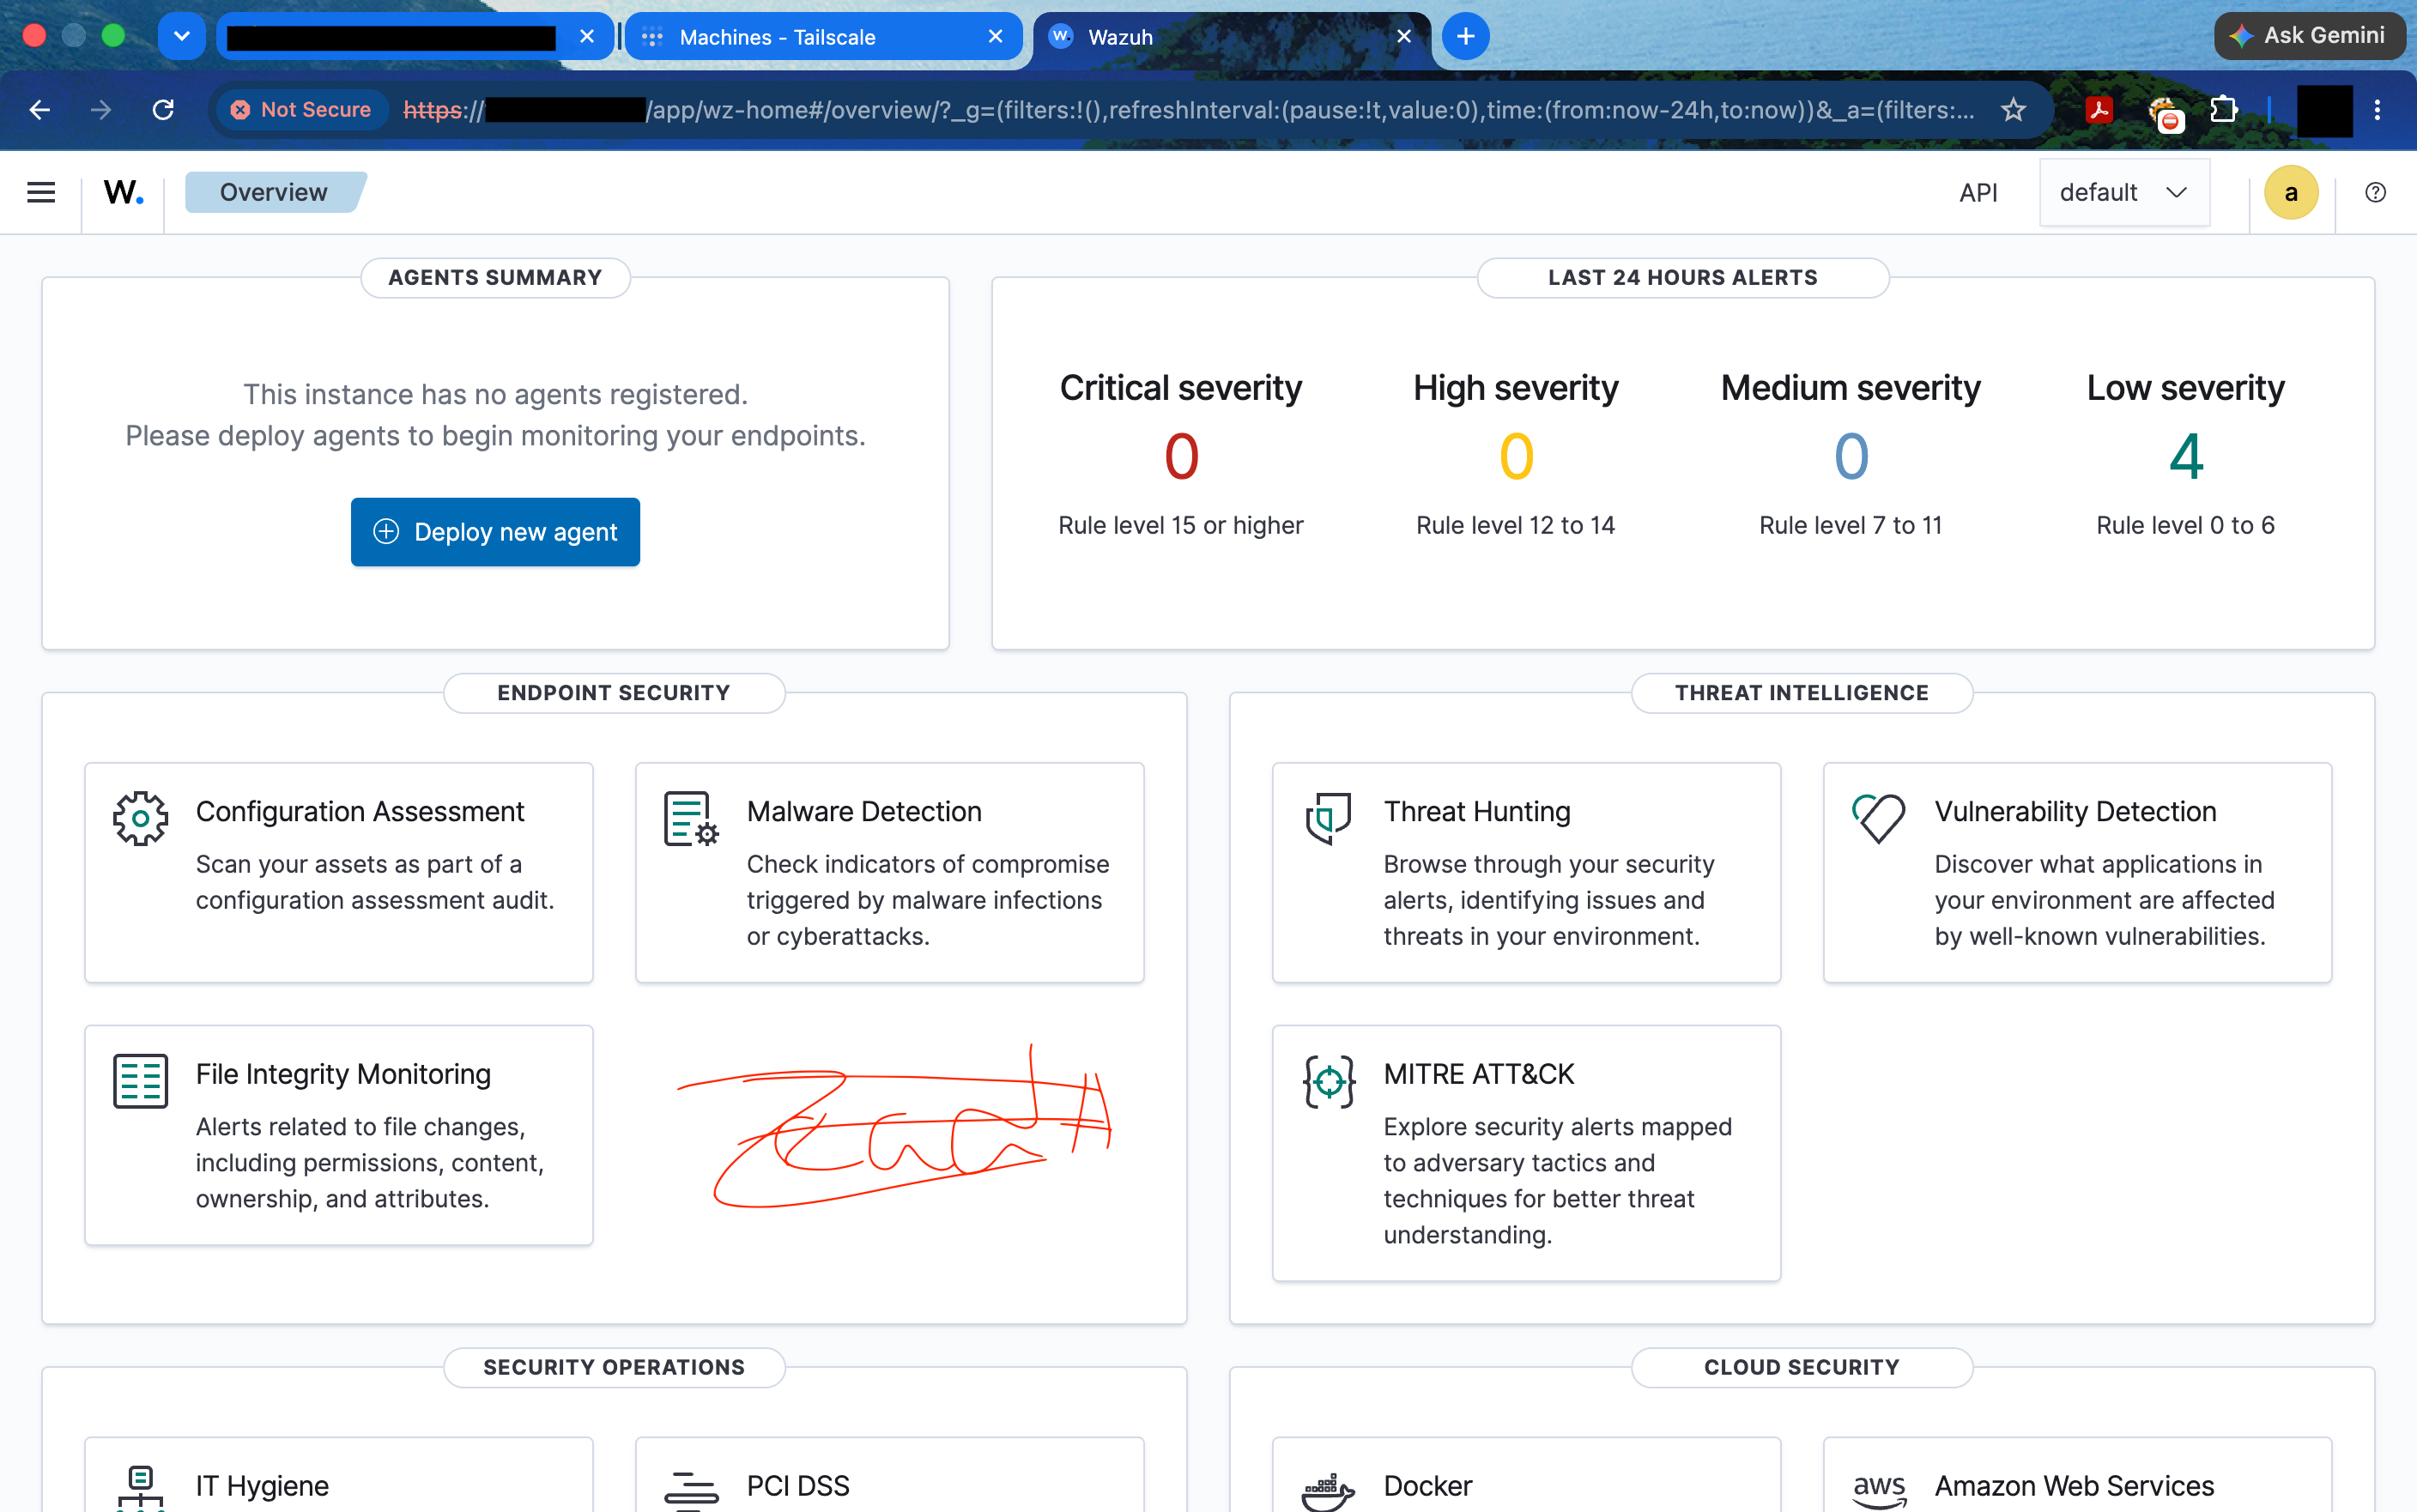 Machines - Tailscale
Wazuh
Ask Gemini
Not Secure
https://
/app/wz-home#/overview/?_g=(filters:!(),refreshInterval:(pause:!t,value:0),time:(from:now-24h,to:now))&_a=(filters:...
W.
Overview
API
default
a
AGENTS SUMMARY
This instance has no agents registered.
Please deploy agents to begin monitoring your endpoints.
Deploy new agent
LAST 24 HOURS ALERTS
Critical severity
0
Rule level 15 or higher
High severity
0
Rule level 12 to 14
Medium severity
0
Rule level 7 to 11
Low severity
4
Rule level 0 to 6
ENDPOINT SECURITY
Configuration Assessment
Scan your assets as part of a
configuration assessment audit.
Malware Detection
Check indicators of compromise
triggered by malware infections
or cyberattacks.
File Integrity Monitoring
Alerts related to file changes,
including permissions, content,
ownership, and attributes.
THREAT INTELLIGENCE
Threat Hunting
Browse through your security
alerts, identifying issues and
threats in your environment.
Vulnerability Detection
Discover what applications in
your environment are affected
by well-known vulnerabilities.
MITRE ATT&CK
Explore security alerts mapped
to adversary tactics and
techniques for better threat
understanding.
SECURITY OPERATIONS
IT Hygiene
PCI DSS
CLOUD SECURITY
Docker
aws
Amazon Web Services